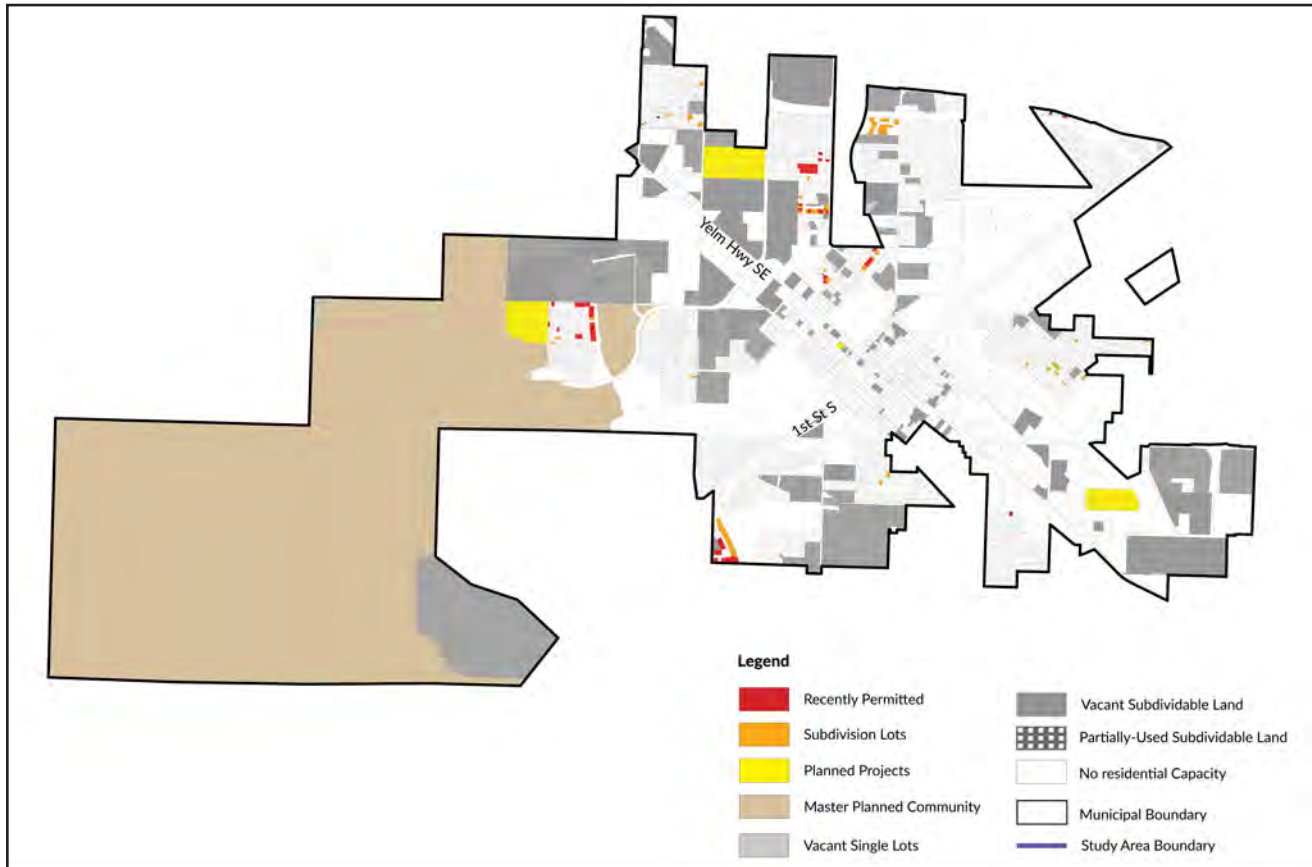 Yelm Hwy SE
1st St S
Legend
Recently Permitted
Subdivision Lots
Planned Projects
Master Planned Community
Vacant Single Lots
Vacant Subdividable Land
Partially-Used Subdividable Land
No residential Capacity
Municipal Boundary
Study Area Boundary